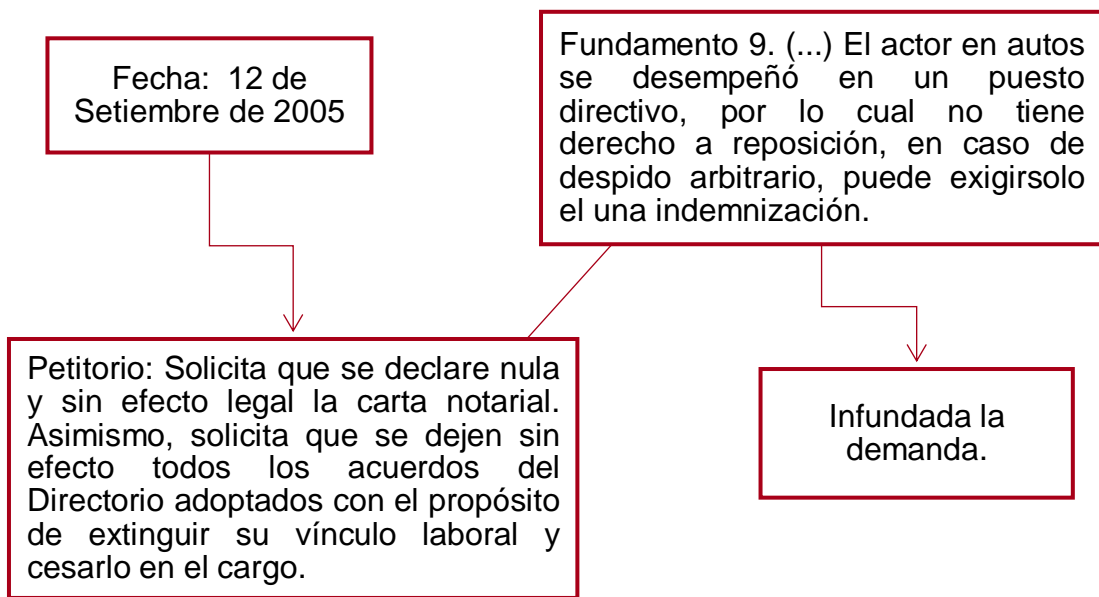 Fecha: 12 de
Setiembre de 2005
Petitorio: Solicita que se declare nula
y sin efecto legal la carta notarial.
Asimismo, solicita que se dejen sin
efecto todos los acuerdos del
Directorio adoptados con el propósito
de extinguir su vínculo laboral y
cesarlo en el cargo.
Fundamento 9. (...) El actor en autos
se desempeñó en un puesto
directivo, por lo cual no tiene
derecho a reposición, en caso de
despido arbitrario, puede exigirsolo
el una indemnización.
Infundada la
demanda.